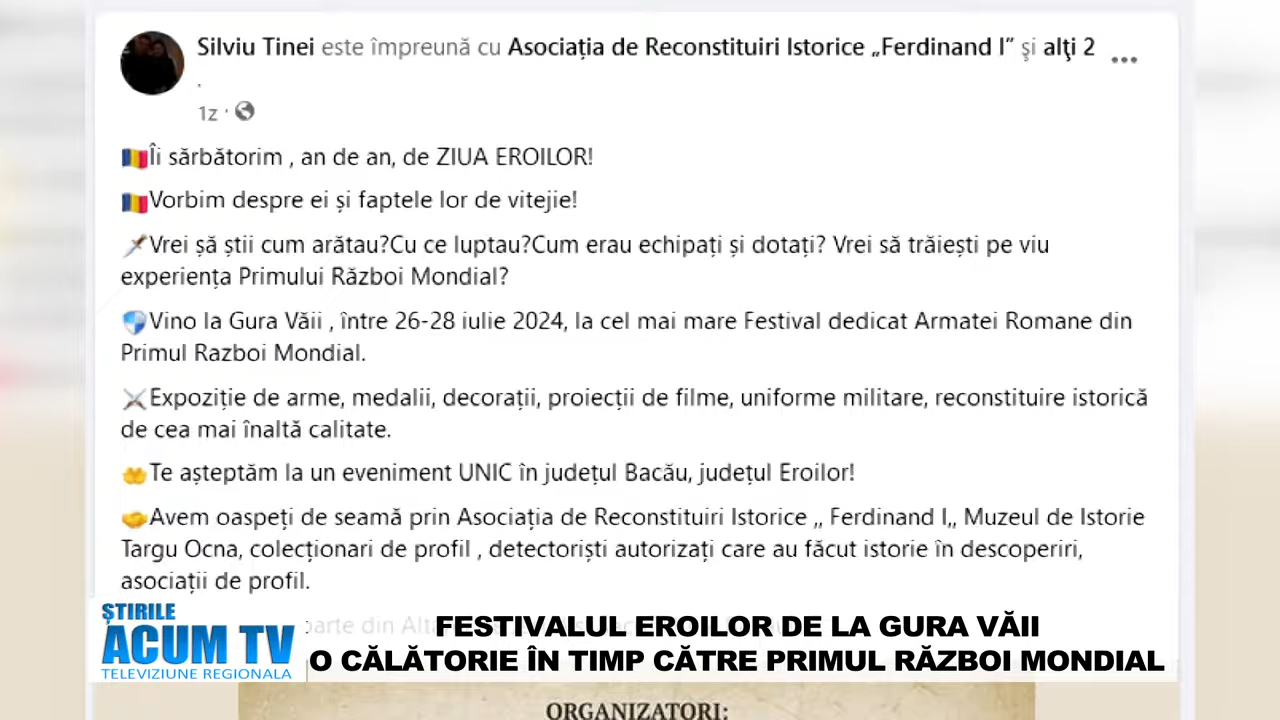 Silviu Tinei este împreună cu Asociația de Reconstituiri Istorice „Ferdinand I” și alți 2
.
1z ·
Îi sărbătorim , an de an, de ZIUA EROILOR!
Vorbim despre ei și faptele lor de vitejie!
Vrei șă știi cum arătau?Cu ce luptau?Cum erau echipați și dotați? Vrei să trăiești pe viu
experiența Primului Război Mondial?
Vino la Gura Văii , între 26-28 iulie 2024, la cel mai mare Festival dedicat Armatei Romane din
Primul Razboi Mondial.
Expoziție de arme, medalii, decorații, proiecții de filme, uniforme militare, reconstituire istorică
de cea mai înaltă calitate.
Te așteptăm la un eveniment UNIC în județul Bacău, județul Eroilor!
Avem oaspeți de seamă prin Asociația de Reconstituiri Istorice ,, Ferdinand I,, Muzeul de Istorie
Targu Ocna, colecționari de profil , detectoriști autorizați care au făcut istorie în descoperiri,
asociații de profil.
parte din
ȘTIRILE
ACUM TV
TELEVIZIUNE REGIONALA
FESTIVALUL EROILOR DE LA GURA VĂII
O CĂLĂTORIE ÎN TIMP CĂTRE PRIMUL RĂZBOI MONDIAL
ORGANIZATORI: